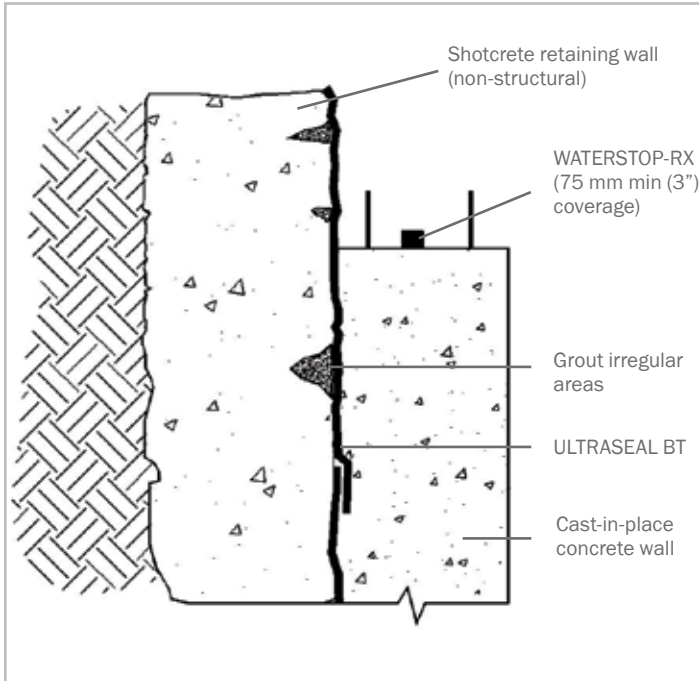 Shotcrete retaining wall
(non-structural)
WATERSTOP-RX
(75 mm min (3”)
coverage)
Grout irregular
areas
ULTRASEAL BT
Cast-in-place
concrete wall